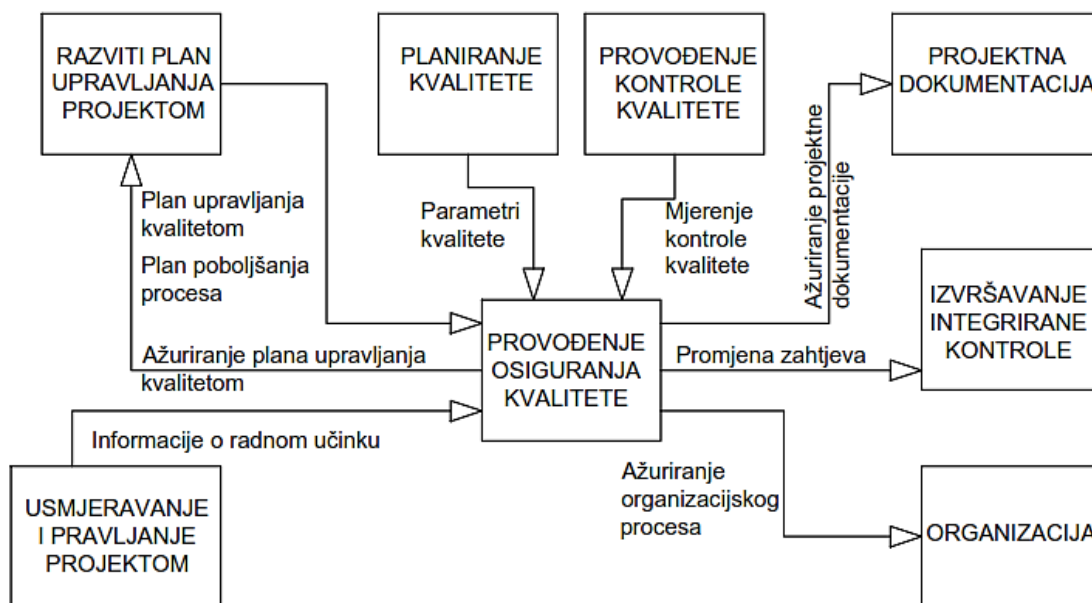 RAZVITI PLAN
UPRAVLJANJA
PROJEKTOM
PLANIRANJE
KVALITETE
PROVOĐENJE
KONTROLE
KVALITETE
PROJEKTNA
DOKUMENTACIJA
Plan upravljanja
kvalitetom
Plan poboljšanja
procesa
Parametri
kvalitete
Mjerenje
kontrole
kvalitete
Ažuriranje projektne
dokumentacije
IZVRŠAVANJE
INTEGRIRANE
KONTROLE
PROVOĐENJE
OSIGURANJA
KVALITETE
Ažuriranje plana upravljanja
kvalitetom
Promjena zahtjeva
Informacije o radnom učinku
Ažuriranje
organizacijskog
procesa
USMJERAVANJE
I PRAVLJANJE
PROJEKTOM
ORGANIZACIJA